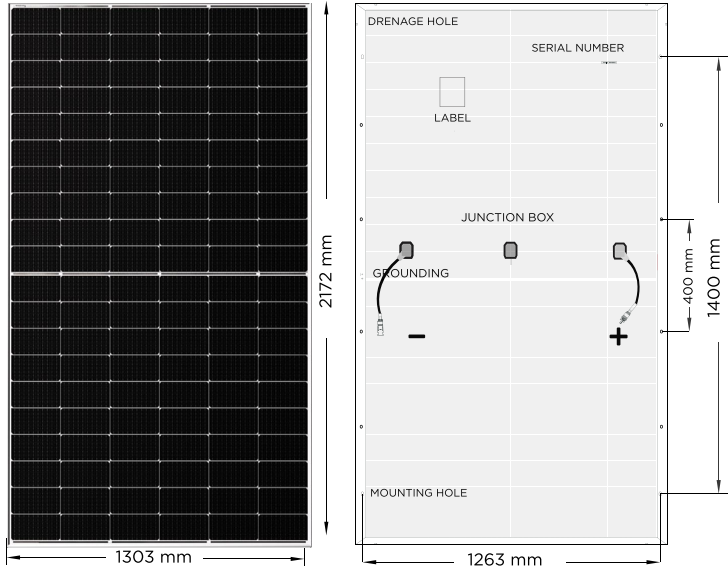 DRENAGE HOLE
SERIAL NUMBER
LABEL
JUNCTION BOX
GROUNDING
2172 mm
400 mm
1400 mm
MOUNTING HOLE
1303 mm
1263 mm